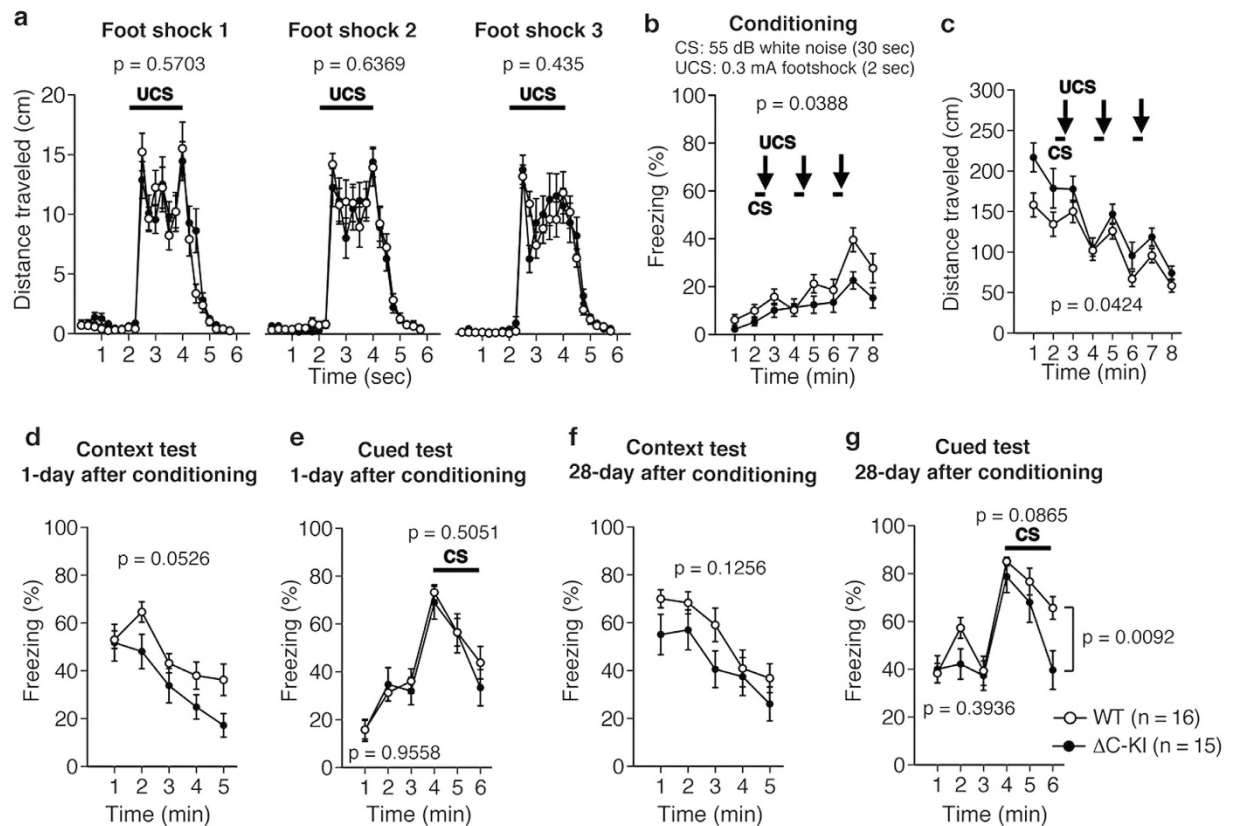 a
Foot shock 1
Foot shock 2
Foot shock 3
p = 0.5703
p = 0.6369
p = 0.435
UCS
UCS
UCS
Distance traveled (cm)
20
15
10
5
0
1 2 3 4 5 6
1 2 3 4 5 6
1 2 3 4 5 6
Time (sec)
b
Conditioning
CS: 55 dB white noise (30 sec)
UCS: 0.3 mA footshock (2 sec)
p = 0.0388
UCS
CS
Freezing (%)
100
80
60
40
20
0
1 2 3 4 5 6 7 8
Time (min)
c
UCS
CS
p = 0.0424
Distance traveled (cm)
300
250
200
150
100
50
0
1 2 3 4 5 6 7 8
Time (min)
d
Context test
1-day after conditioning
p = 0.0526
Freezing (%)
100
80
60
40
20
0
1 2 3 4 5
Time (min)
e
Cued test
1-day after conditioning
p = 0.5051
CS
p = 0.9558
Freezing (%)
100
80
60
40
20
0
1 2 3 4 5 6
Time (min)
f
Context test
28-day after conditioning
p = 0.1256
Freezing (%)
100
80
60
40
20
0
1 2 3 4 5
Time (min)
g
Cued test
28-day after conditioning
p = 0.0865
CS
p = 0.0092
p = 0.3936
Freezing (%)
100
80
60
40
20
0
1 2 3 4 5 6
Time (min)
WT (n = 16)
ΔC-KI (n = 15)